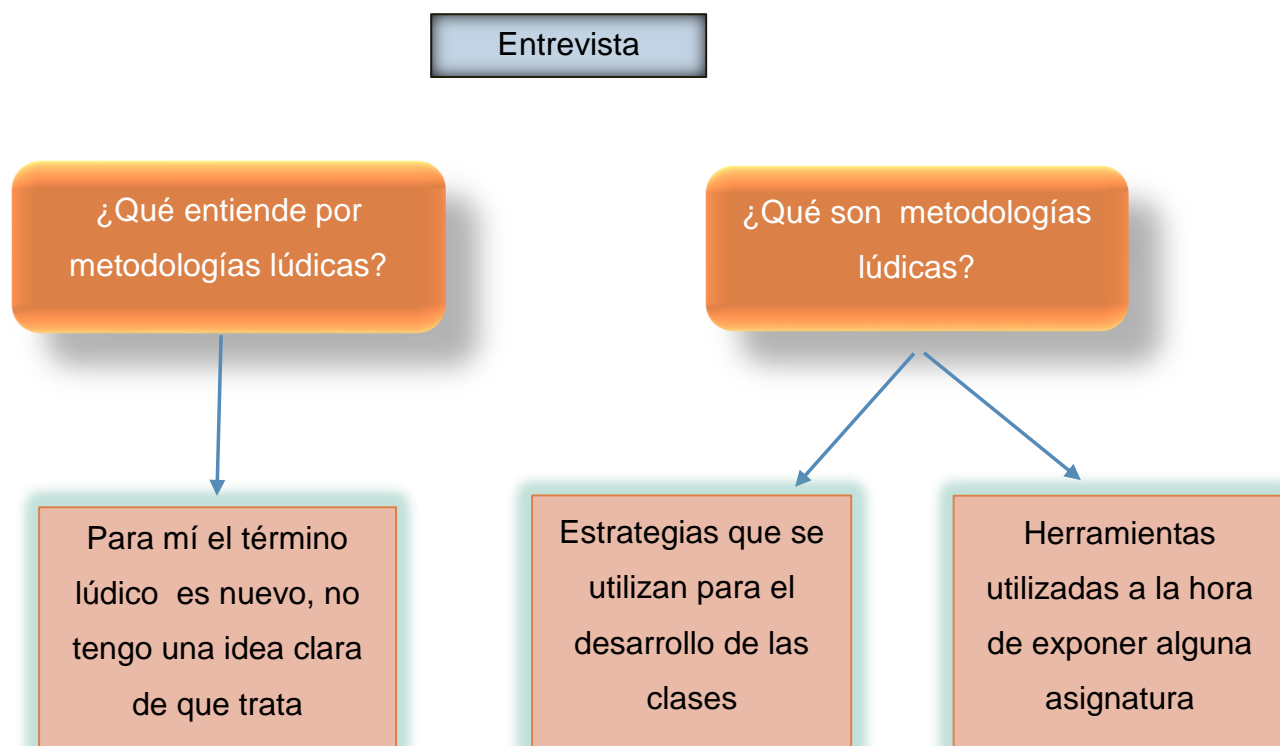 Entrevista
¿Qué entiende por
metodologías lúdicas?
¿Qué son  metodologías
lúdicas?
Para mí el término
lúdico  es nuevo, no
tengo una idea clara
de que trata
Estrategias que se
utilizan para el
desarrollo de las
clases
Herramientas
utilizadas a la hora
de exponer alguna
asignatura